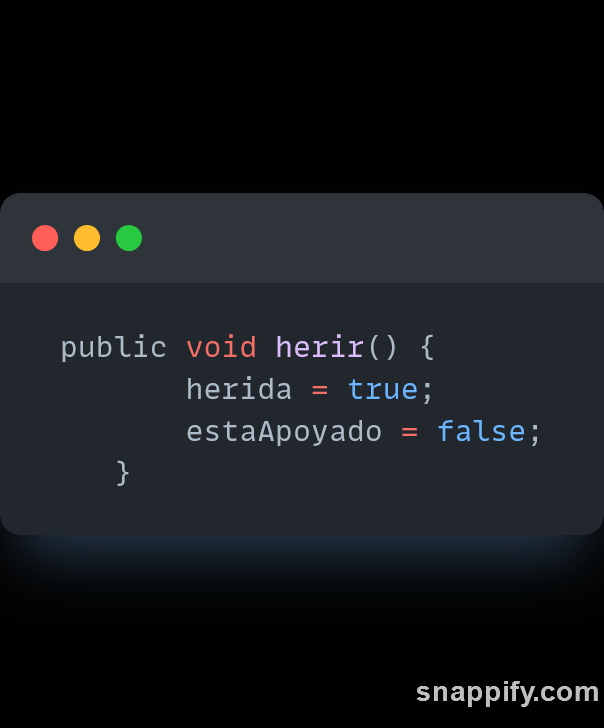 public void herir() {
herida = true;
estaApoyado = false;
}
snappify.com